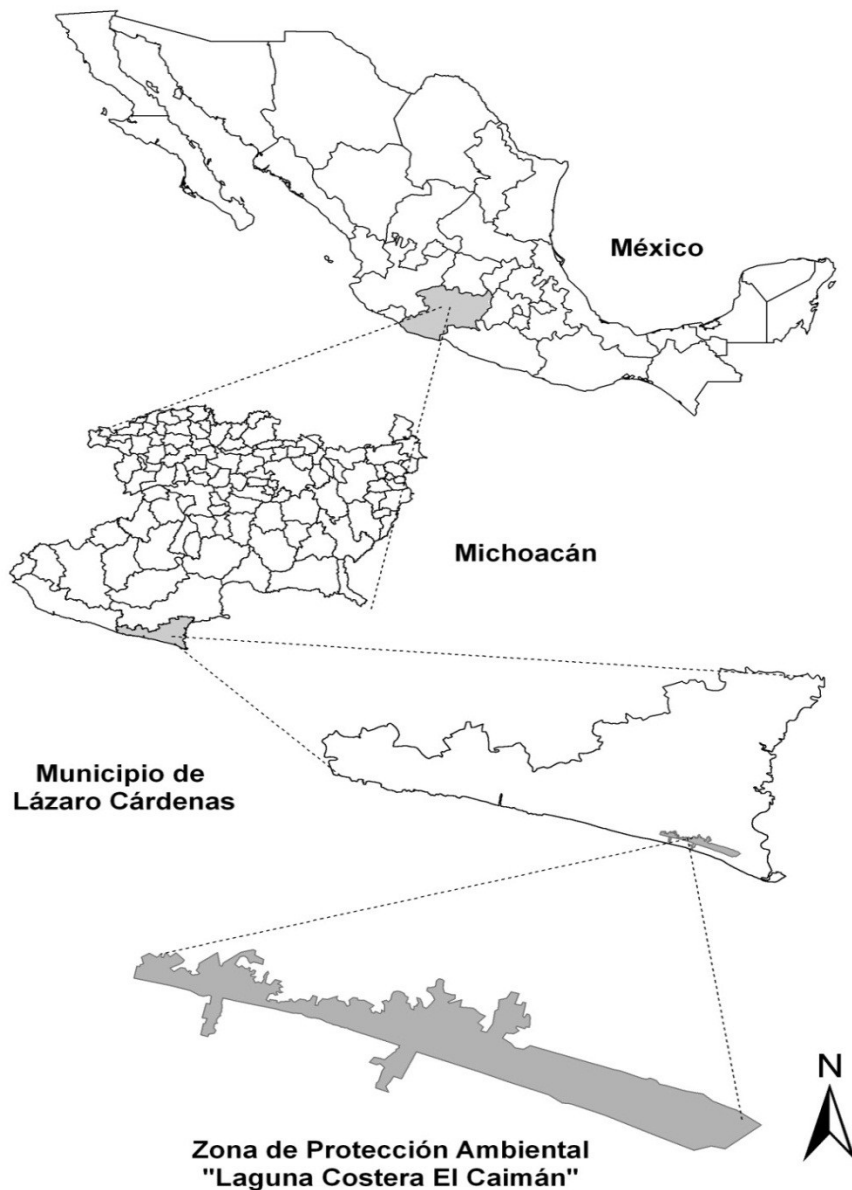 México
Michoacán
Municipio de
Lázaro Cárdenas
N
Zona de Protección Ambiental
"Laguna Costera El Caimán"